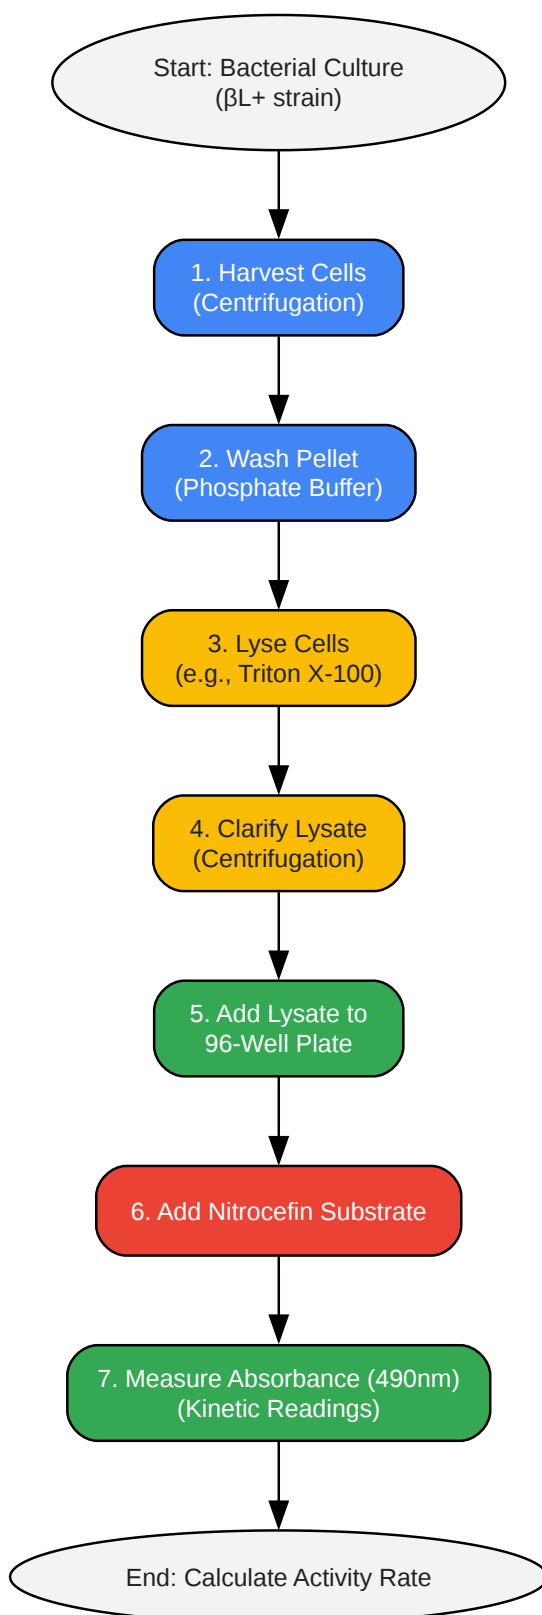 Start: Bacterial Culture
(βL+ strain)
1. Harvest Cells
(Centrifugation)
2. Wash Pellet
(Phosphate Buffer)
3. Lyse Cells
(e.g., Triton X-100)
4. Clarify Lysate
(Centrifugation)
5. Add Lysate to
96-Well Plate
6. Add Nitrocefin Substrate
7. Measure Absorbance (490nm)
(Kinetic Readings)
End: Calculate Activity Rate